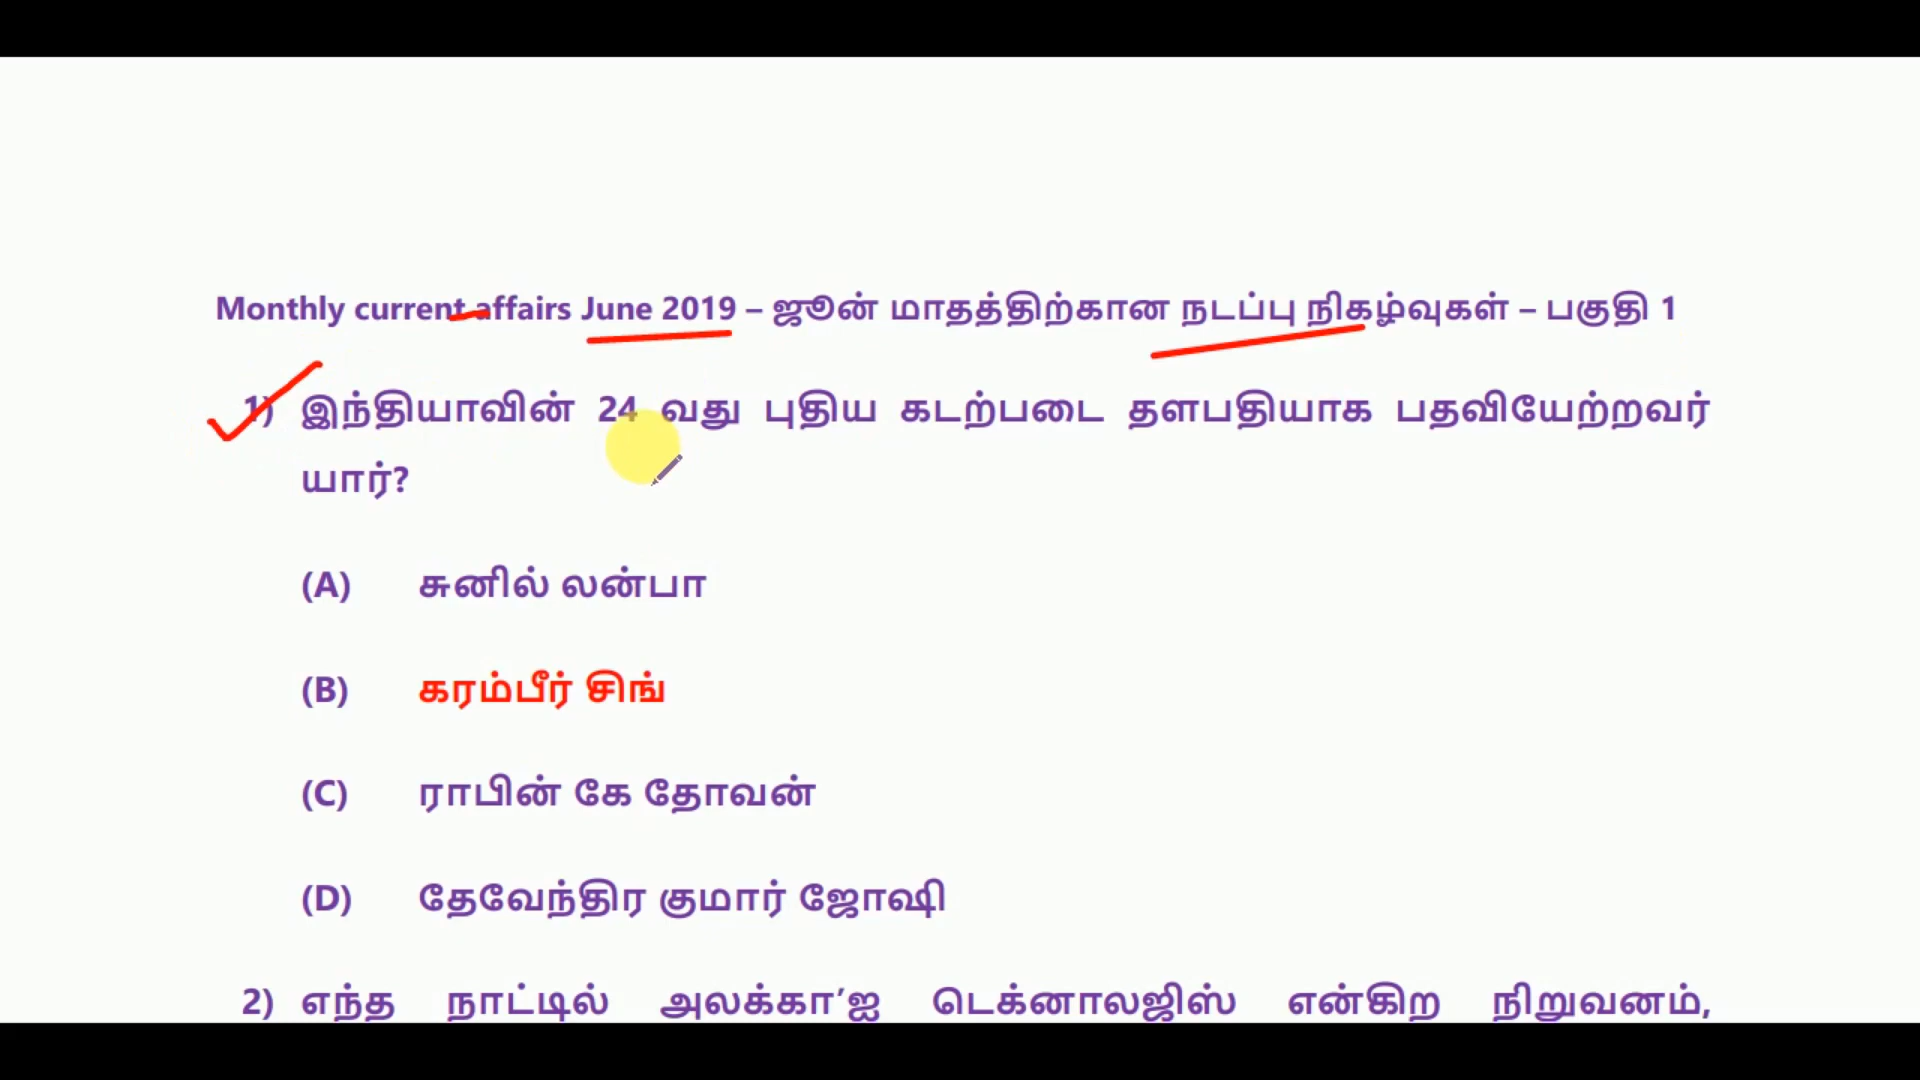 Monthly current affairs June 2019 – ஜூன் மாதத்திற்கான நடப்பு நிகழ்வுகள் – பகுதி 1
1) இந்தியாவின் 24 வது புதிய கடற்படை தளபதியாக பதவியேற்றவர்
யார்?
(A) சுனில் லன்பா
(B) கரம்பீர் சிங்
(C) ராபின் கே தோவன்
(D) தேவேந்திர குமார் ஜோஷி
2) எந்த நாட்டில் அலக்கா’ஐ டெக்னாலஜிஸ் என்கிற நிறுவனம்,